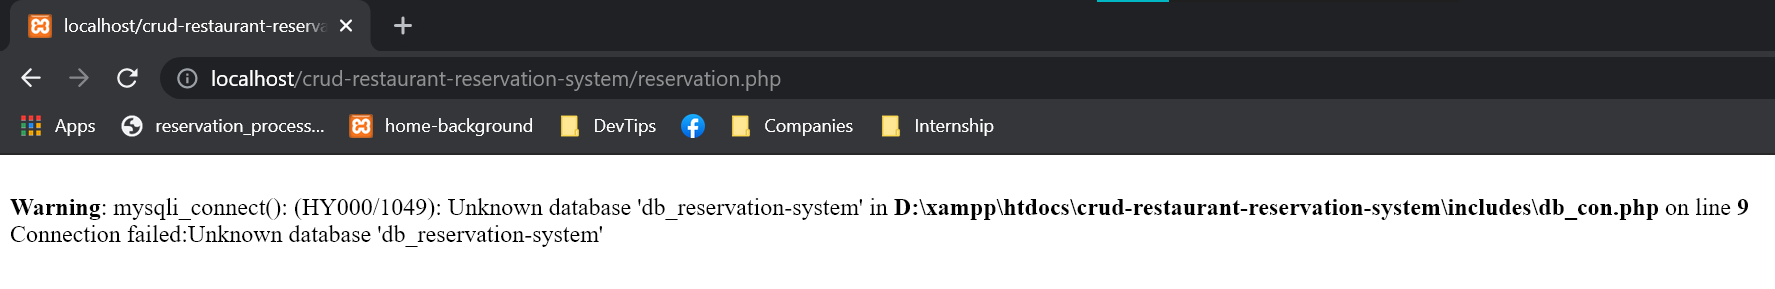 localhost/crud-restaurant-reserva
localhost/crud-restaurant-reservation-system/reservation.php
Apps reservation_process... home-background DevTips Companies Internship
Warning: mysqli_connect(): (HY000/1049): Unknown database 'db_reservation-system' in D:\xampp\htdocs\crud-restaurant-reservation-system\includes\db_con.php on line 9
Connection failed:Unknown database 'db_reservation-system'